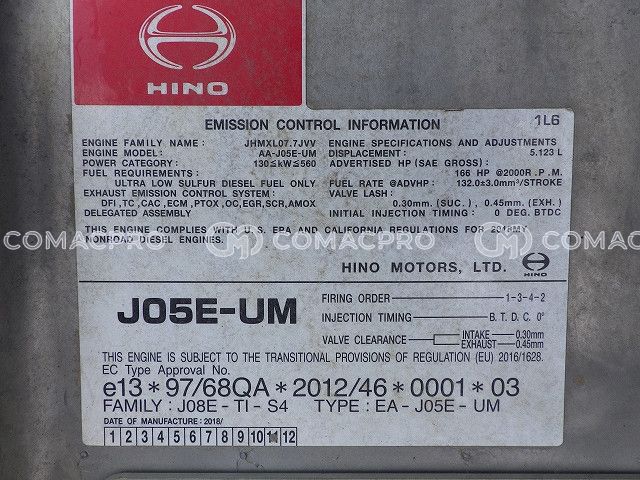 HINO
EMISSION CONTROL INFORMATION 1L6
ENGINE FAMILY NAME : JHMXL07.7JVV
ENGINE MODEL: AA-J05E-UM
POWER CATEGORY: 130≤kW≤560
FUEL REQUIREMENTS :
ULTRA LOW SULFUR DIESEL FUEL ONLY
EXHAUST EMISSION CONTROL SYSTEM :
DFI ,TC ,CAC ,ECM ,PTOX ,OC,EGR,SCR,AMOX
DELEGATED ASSEMBLY
ENGINE SPECIFICATIONS AND ADJUSTMENTS
DISPLACEMENT : 5.123 L
ADVERTISED HP (SAE GROSS) :
166 HP @2000R.P.M.
FUEL RATE @ADVHP : 132.0±3.0mm³/STROKE
VALVE LASH :
0.30mm (SUC.) , 0.45mm (EXH.)
INITIAL INJECTION TIMING : 0 DEG. BTDC
THIS ENGINE COMPLIES WITH U.S. EPA AND CALIFORNIA REGULATIONS FOR 2018MY
NONROAD DIESEL ENGINES.
COMACPRO CM COMACPRO CM COMACPRO
HINO MOTORS, LTD. HINO
J05E-UM
FIRING ORDER 1-3-4-2
INJECTION TIMING B.T.D.C. 0°
VALVE CLEARANCE INTAKE 0.30mm
EXHAUST 0.45mm
THIS ENGINE IS SUBJECT TO THE TRANSITIONAL PROVISIONS OF REGULATION (EU) 2016/1628.
EC Type Approval No.
e13*97/68QA*2012/46*0001*03
FAMILY : J08E-TI-S4 TYPE : EA-J05E-UM
DATE OF MANUFACTURE: 2018/
1 2 3 4 5 6 7 8 9 10 12